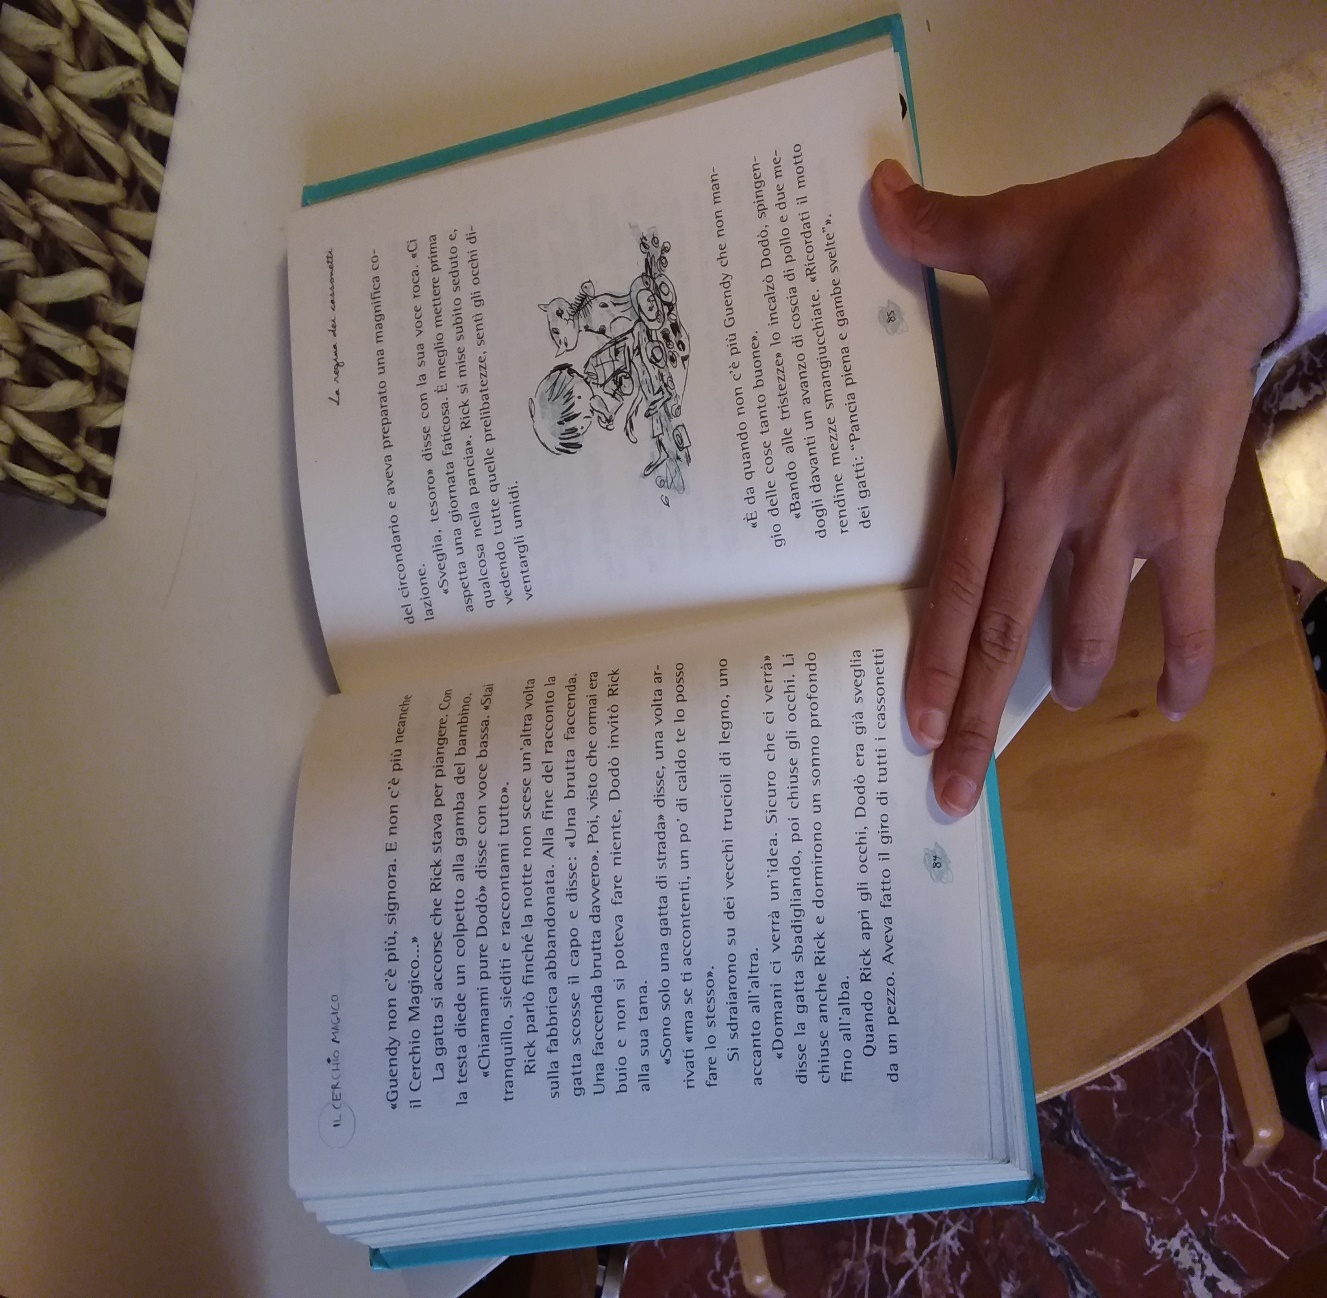 IL CERCHIO MAGICO
«Guendy non c'è più, signora. E non c'è più neanche
il Cerchio Magico...»
La gatta si accorse che Rick stava per piangere. Con
la testa diede un colpetto alla gamba del bambino.
«Chiamami pure Dodò» disse con voce bassa. «Stai
tranquillo, siediti e raccontami tutto».
Rick parlò finché la notte non scese un'altra volta
sulla fabbrica abbandonata. Alla fine del racconto la
gatta scosse il capo e disse: «Una brutta faccenda.
Una faccenda brutta davvero». Poi, visto che ormai era
buio e non si poteva fare niente, Dodò invitò Rick
alla sua tana.
«Sono solo una gatta di strada» disse, una volta ar-
rivati «ma se ti accontenti, un po' di caldo te lo posso
fare lo stesso».
Si sdraiarono su dei vecchi trucioli di legno, uno
accanto all'altra.
«Domani ci verrà un'idea. Sicuro che ci verrà»
disse la gatta sbadigliando, poi chiuse gli occhi. Li
chiuse anche Rick e dormirono un sonno profondo
fino all'alba.
Quando Rick aprì gli occhi, Dodò era già sveglia
da un pezzo. Aveva fatto il giro di tutti i cassonetti
84
La regina dei cassonetti
del circondario e aveva preparato una magnifica co-
lazione.
«Sveglia, tesoro» disse con la sua voce roca. «Ci
aspetta una giornata faticosa. È meglio mettere prima
qualcosa nella pancia». Rick si mise subito seduto e,
vedendo tutte quelle prelibatezze, sentì gli occhi di-
ventargli umidi.
«È da quando non c'è più Guendy che non man-
gio delle cose tanto buone».
«Bando alle tristezze» lo incalzò Dodò, spingen-
dogli davanti un avanzo di coscia di pollo e due me-
rendine mezze smangiucchiate. «Ricordati il motto
dei gatti: "Pancia piena e gambe svelte"».
85